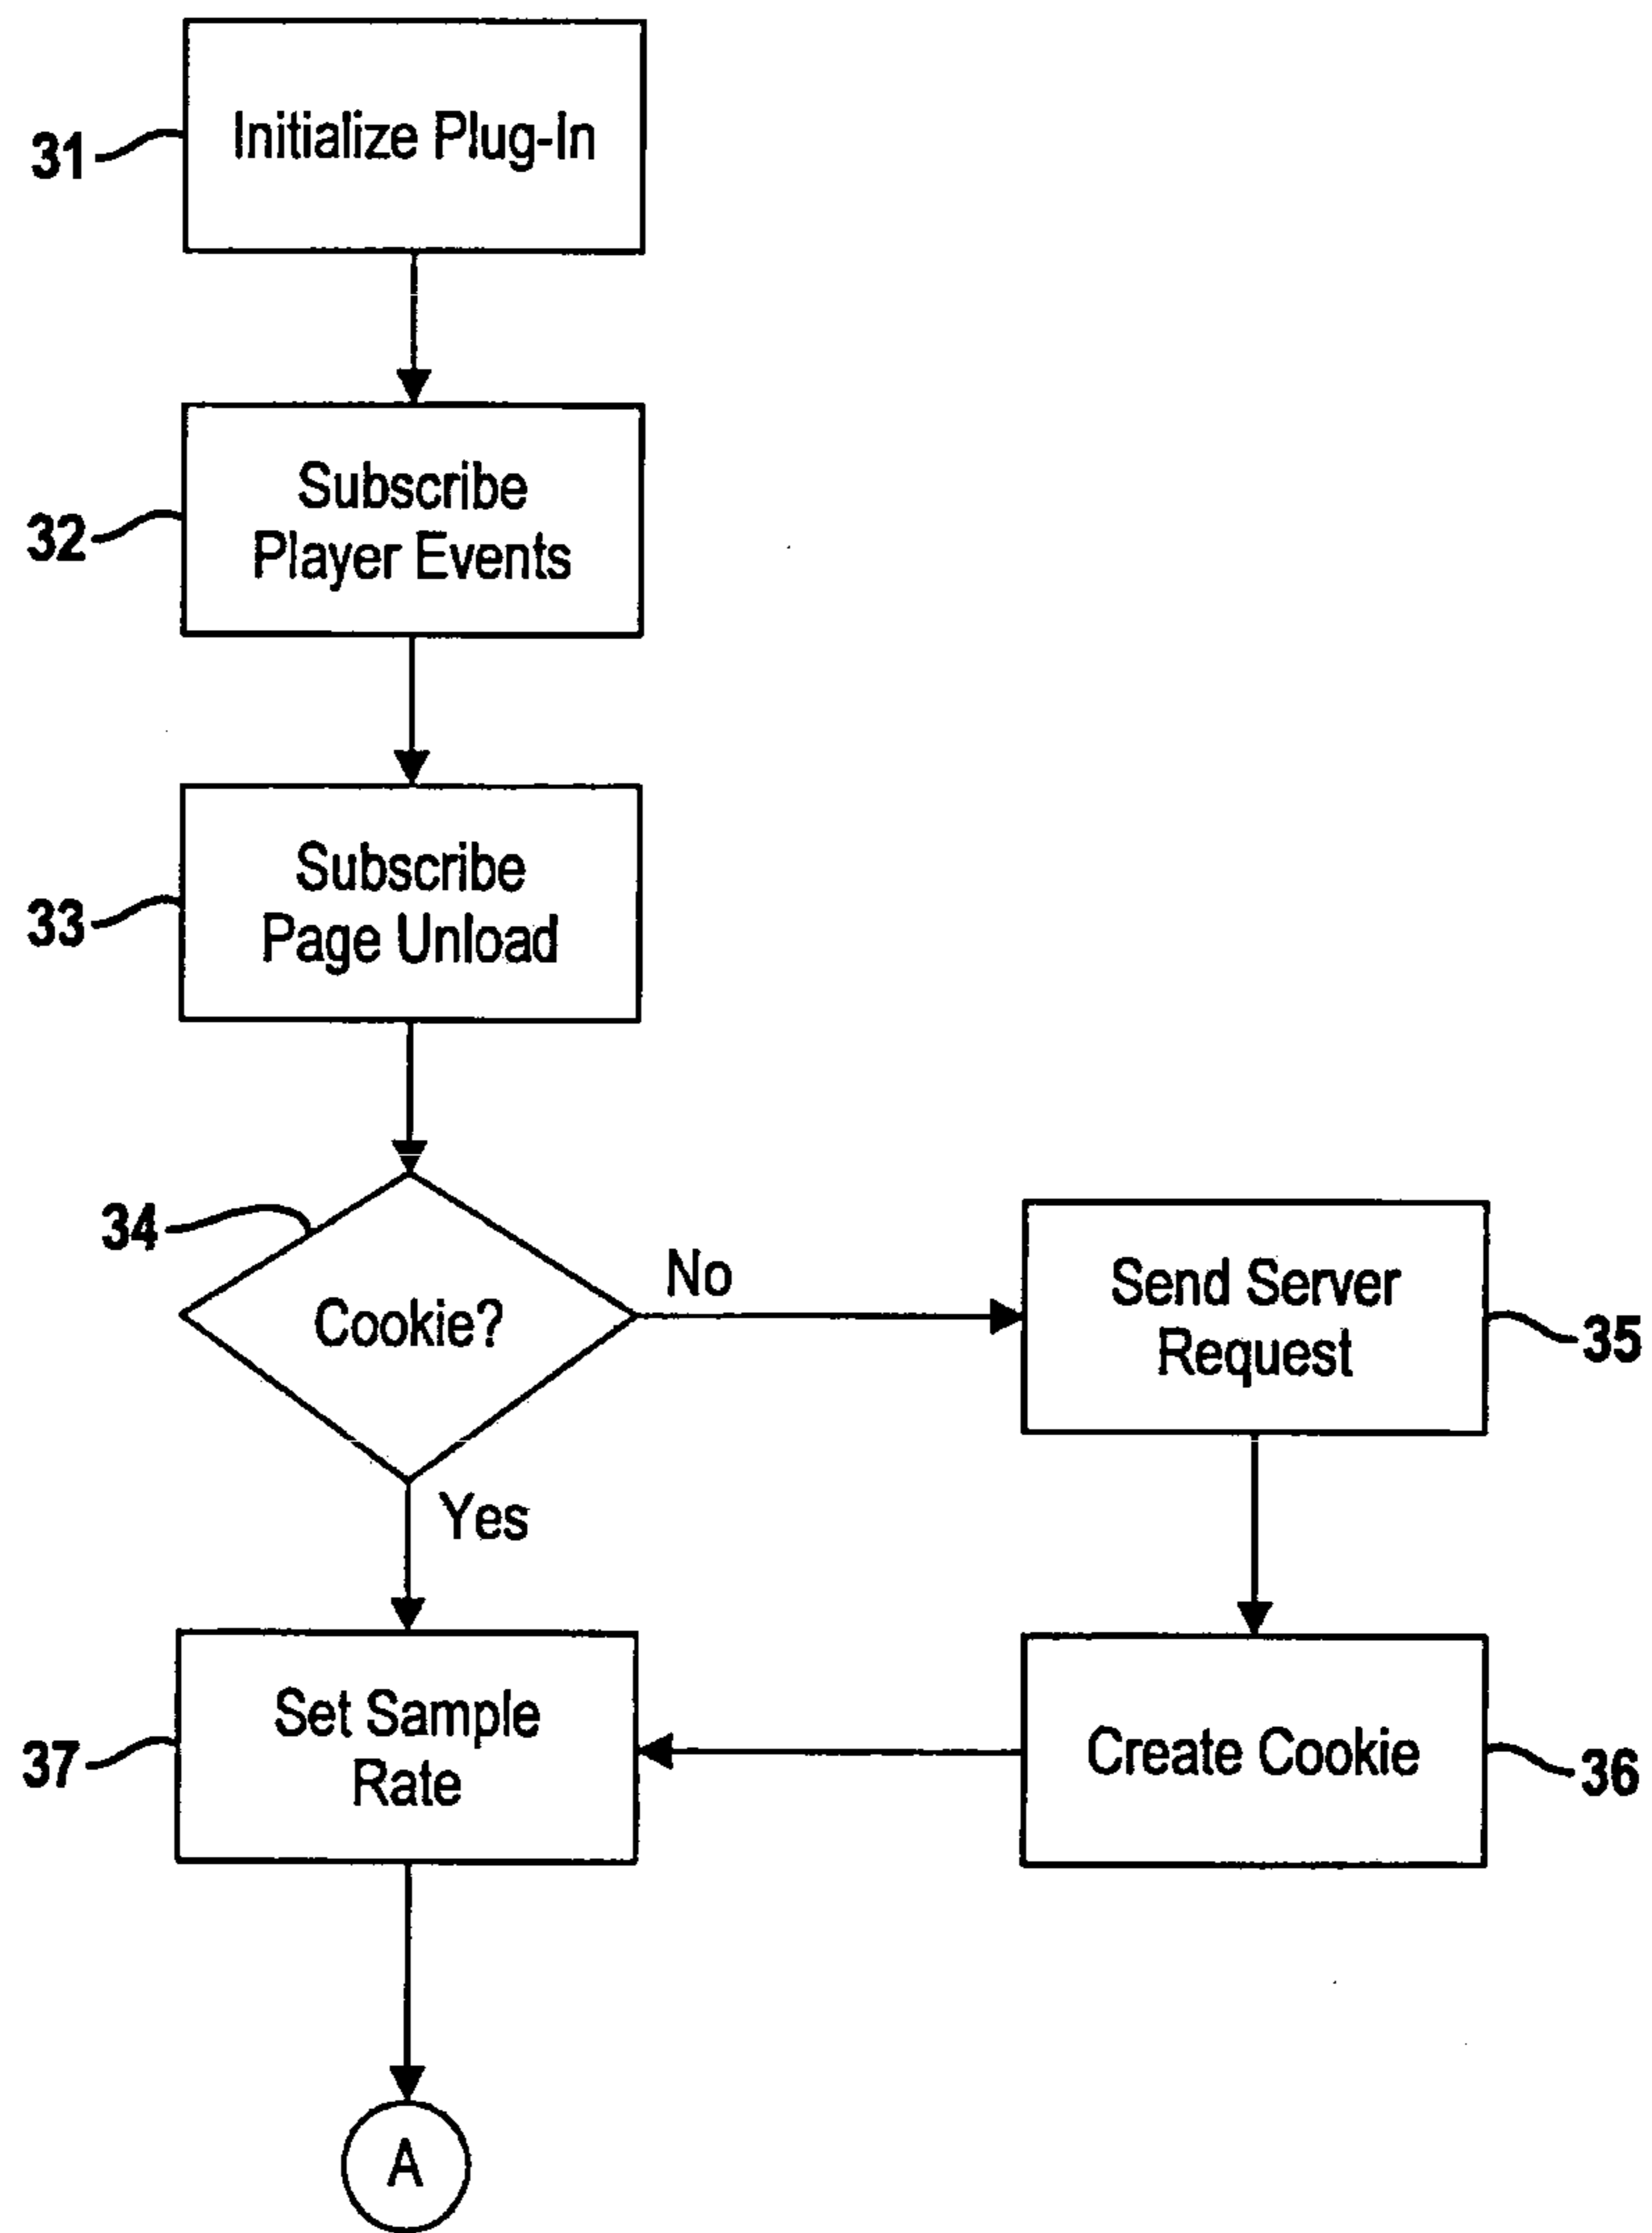 Initialize Plug-In
31
Subscribe
Player Events
32
Subscribe
Page Unload
33
34
Cookie?
No
Send Server
Request
35
Yes
Set Sample
Rate
37
Create Cookie
36
A